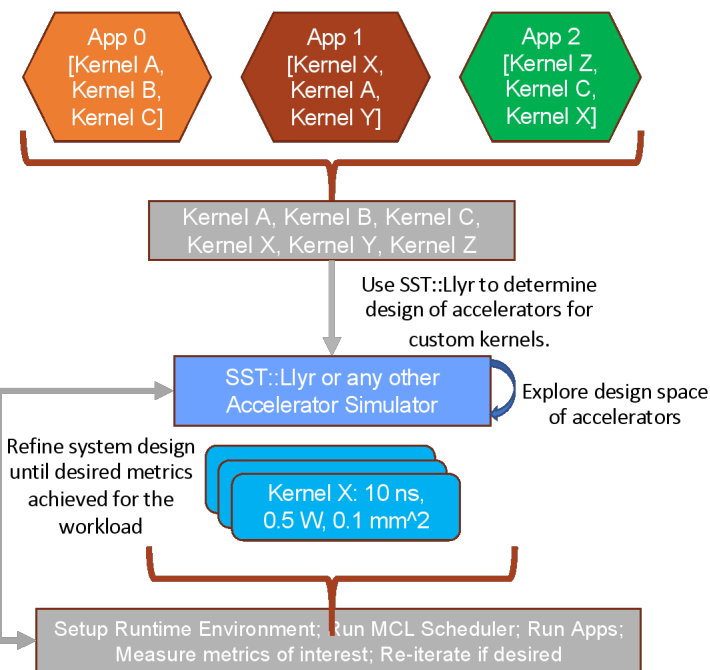 App 0
[Kernel A,
Kernel B,
Kernel C]
App 1
[Kernel X,
Kernel A,
Kernel Y]
App 2
[Kernel Z,
Kernel C,
Kernel X]
Kernel A, Kernel B, Kernel C,
Kernel X, Kernel Y, Kernel Z
Use SST::Llyr to determine
design of accelerators for
custom kernels.
SST::Llyr or any other
Accelerator Simulator
Explore design space
of accelerators
Refine system design
until desired metrics
achieved for the
workload
Kernel X: 10 ns,
0.5 W, 0.1 mm^2
Setup Runtime Environment; Run MCL Scheduler; Run Apps;
Measure metrics of interest; Re-iterate if desired